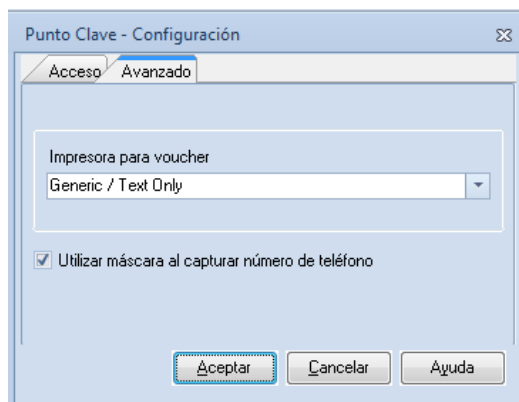 Punto Clave - Configuración
Acceso Avanzado
Impresora para voucher
Generic / Text Only
Utilizar máscara al capturar número de teléfono
Aceptar Cancelar Ayuda